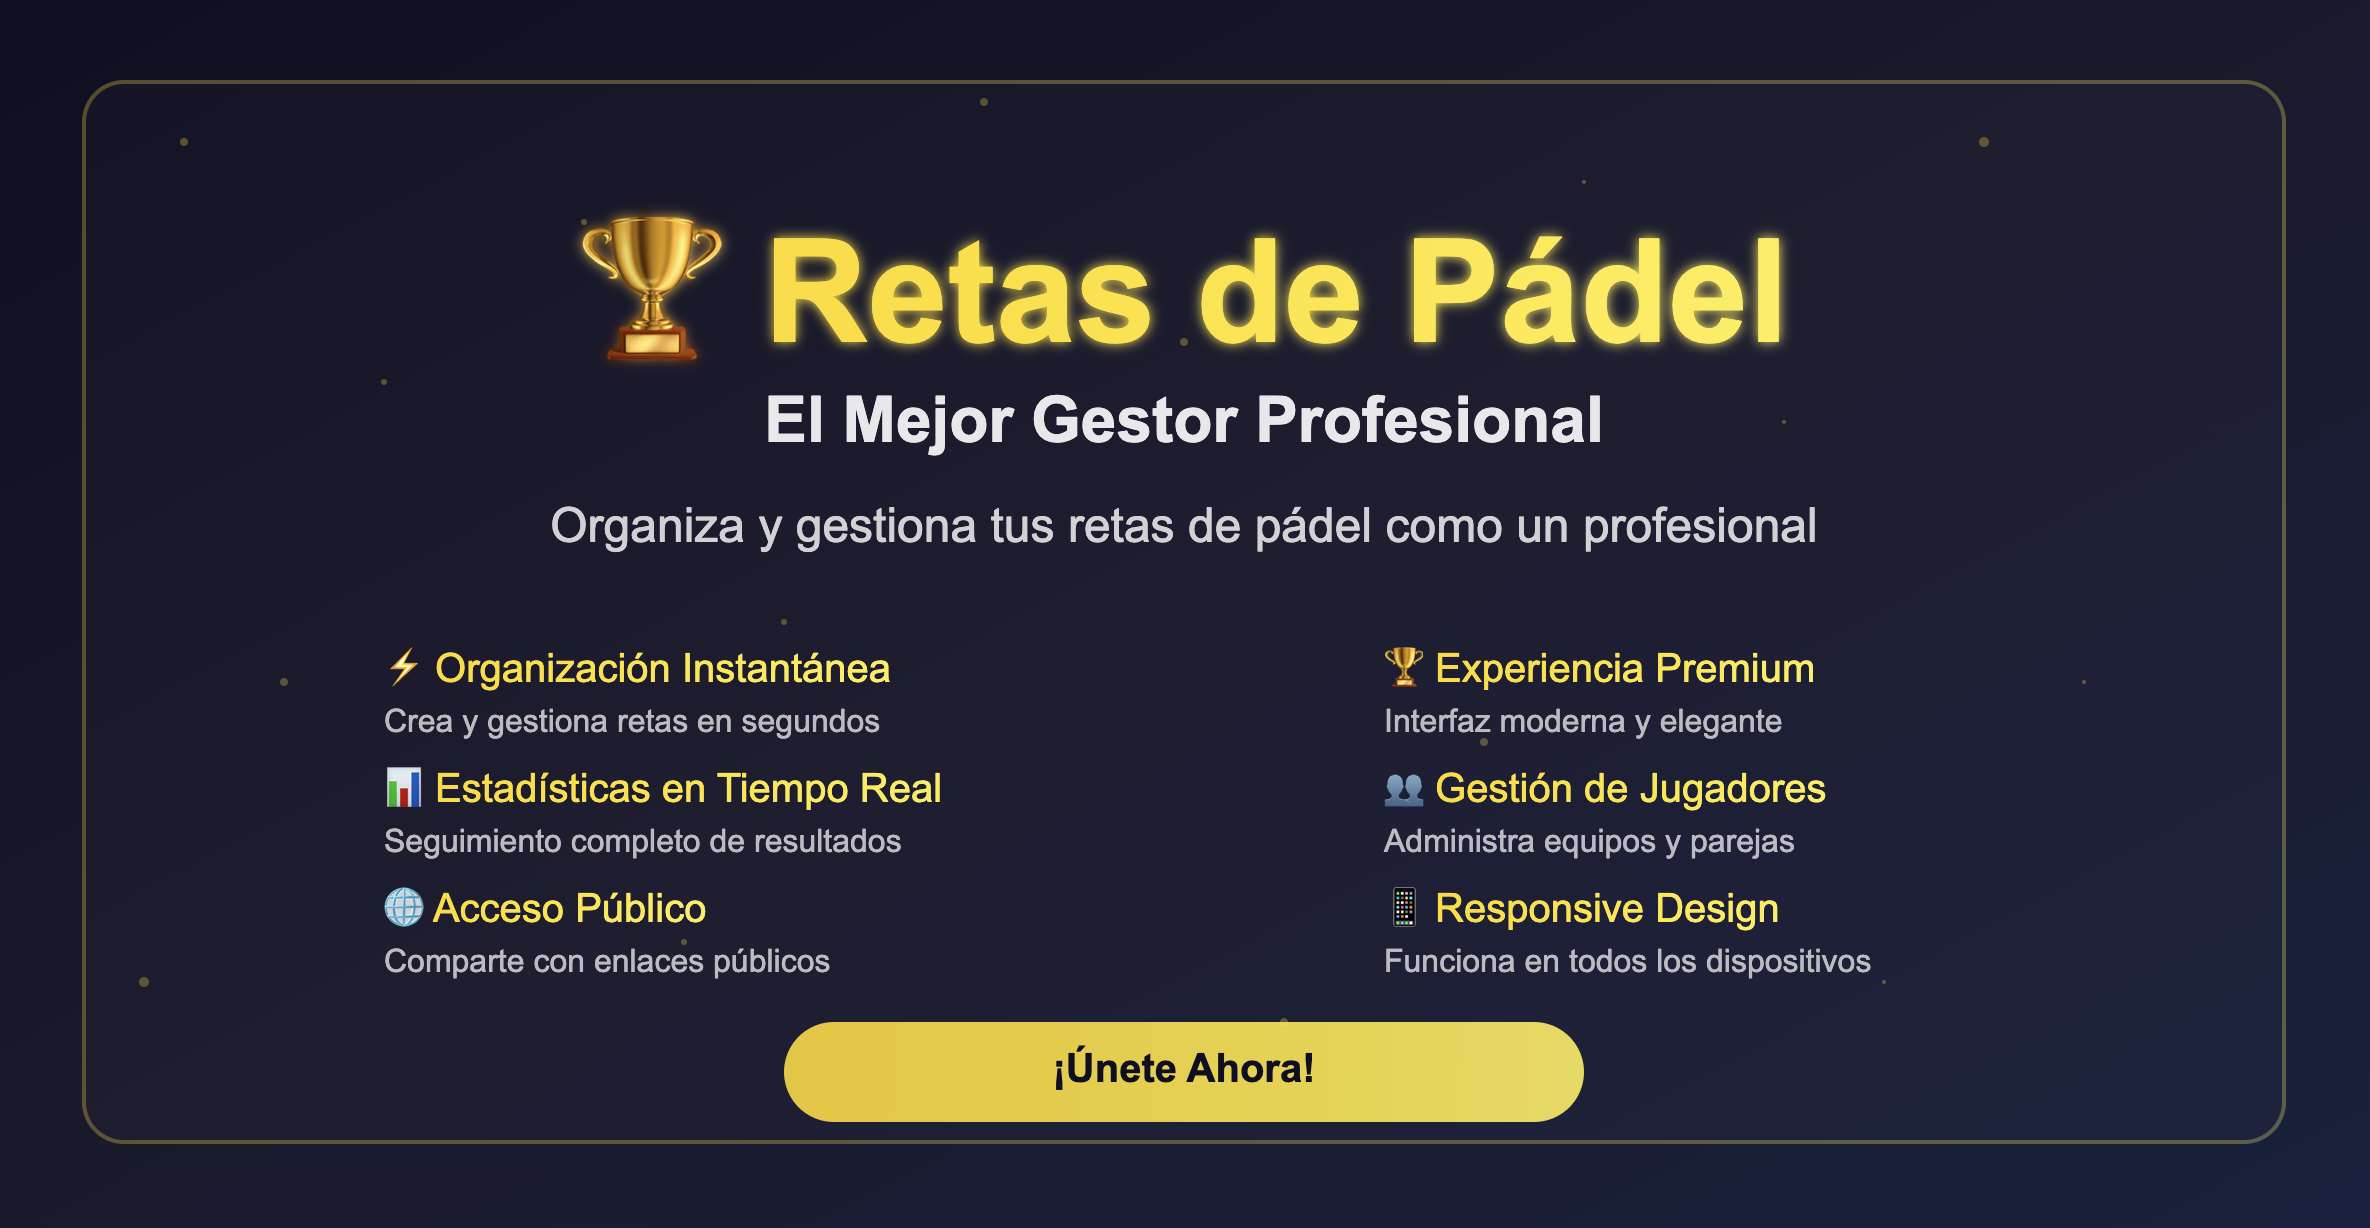 🏆 Retas de Pádel
El Mejor Gestor Profesional
Organiza y gestiona tus retas de pádel como un profesional
⚡ Organización Instantánea
Crea y gestiona retas en segundos
📊 Estadísticas en Tiempo Real
Seguimiento completo de resultados
🌐 Acceso Público
Comparte con enlaces públicos
🏆 Experiencia Premium
Interfaz moderna y elegante
👥 Gestión de Jugadores
Administra equipos y parejas
📱 Responsive Design
Funciona en todos los dispositivos
¡Únete Ahora!